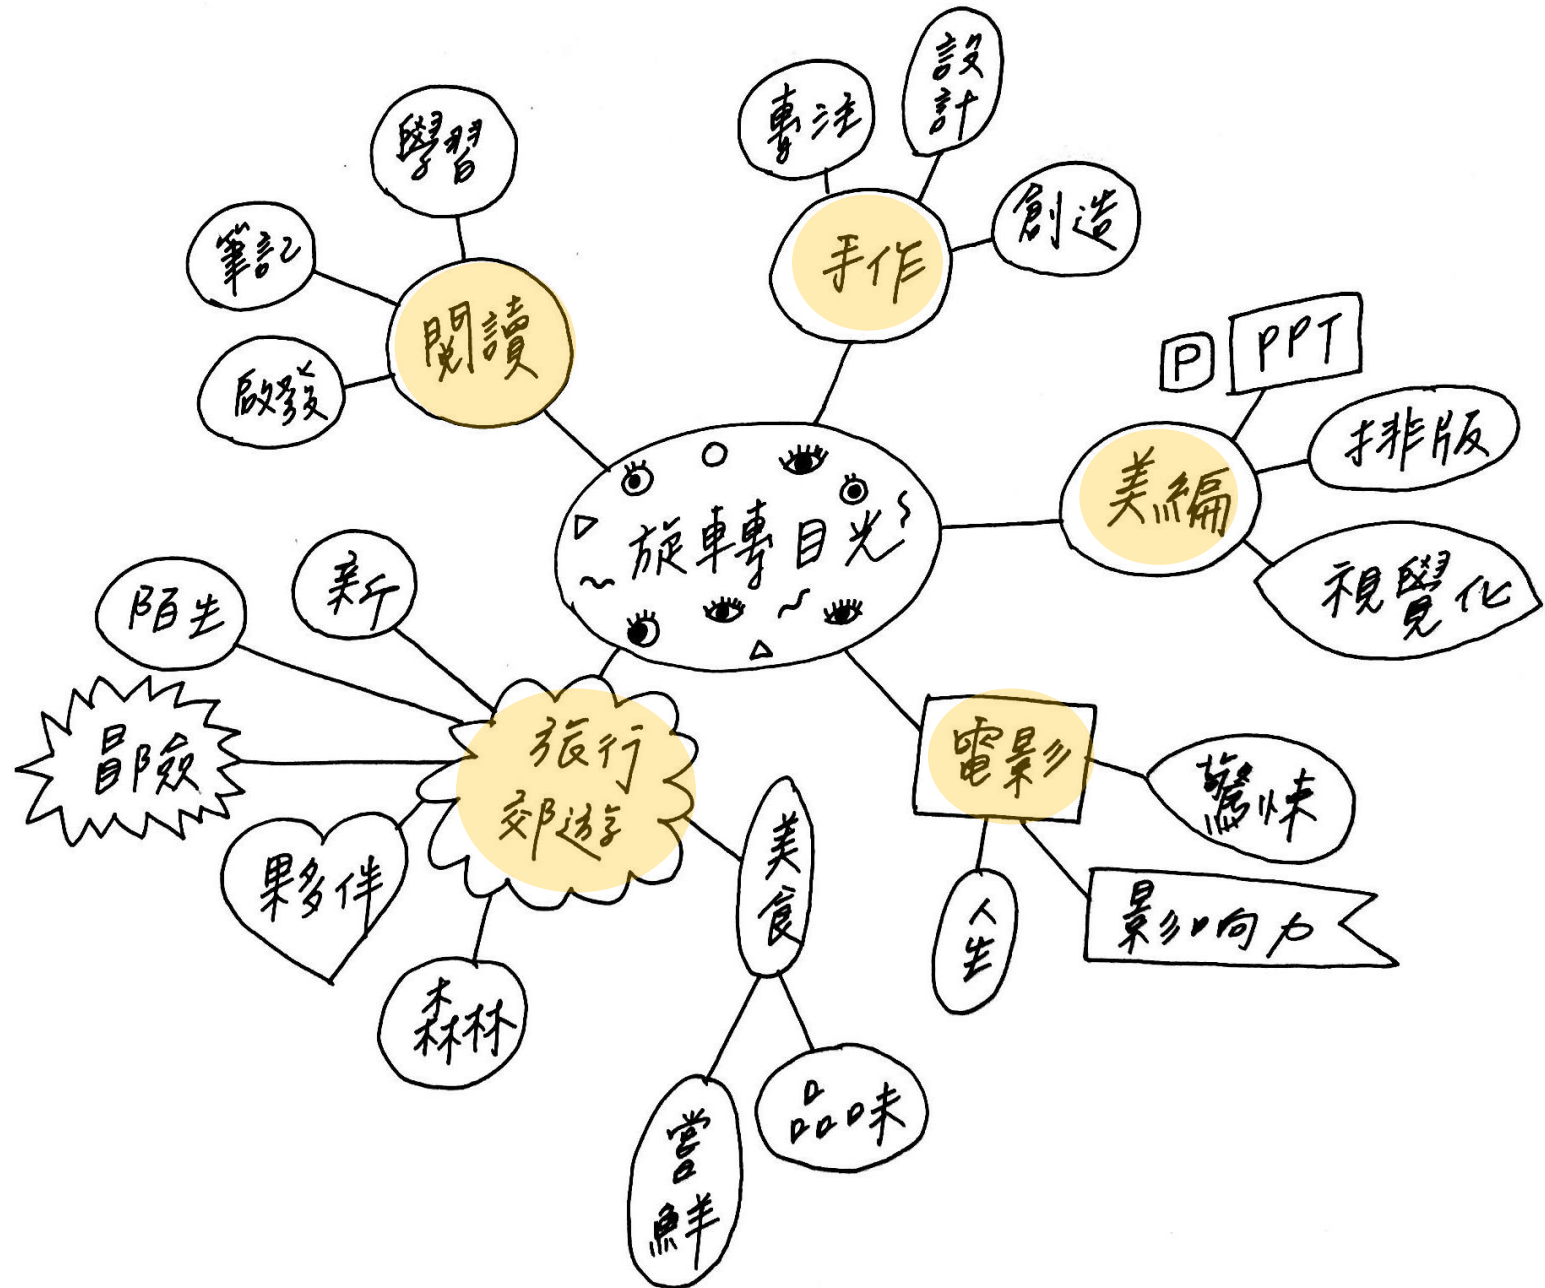 設
計
專注
學習
創造
筆記
手作
閱讀
P
PPT
啟發
排版
美編
旋轉目光
視覺化
新
陌生
旅行
郊遊
電影
冒險
驚悚
美
食
夥伴
影响力
人
生
森林
品味
嘗
鮮